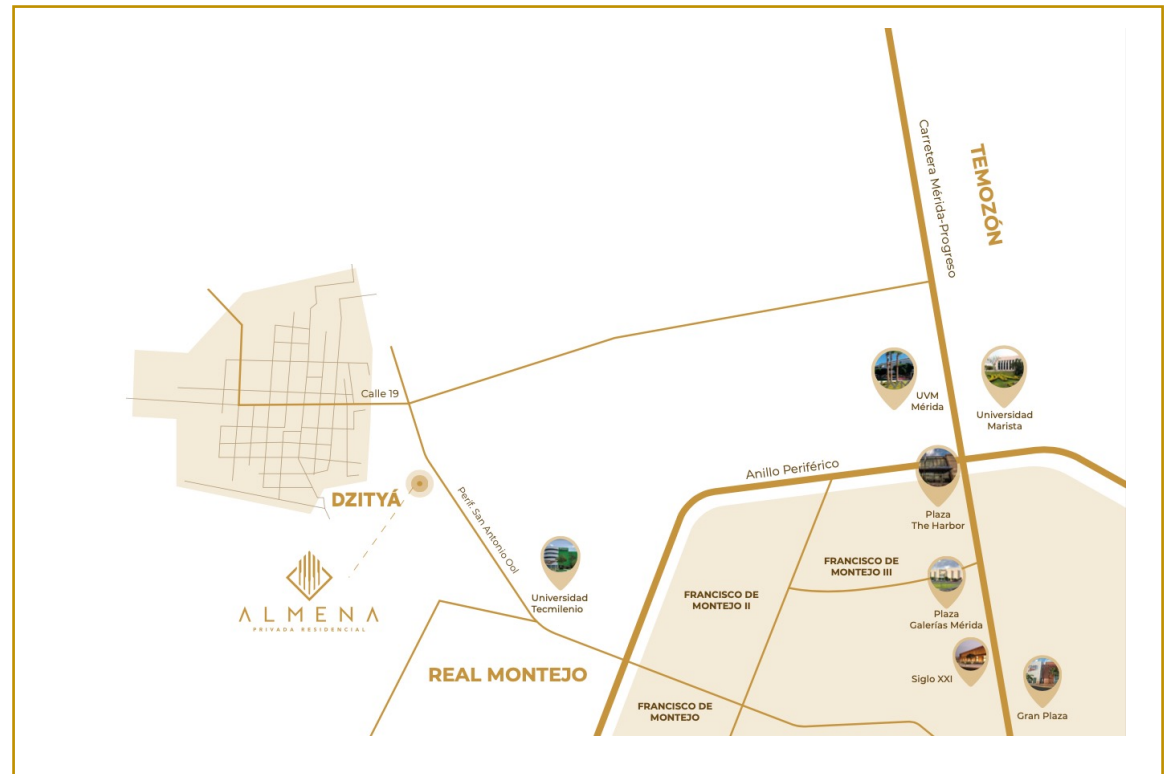 Carretera Mérida-Progreso
TEMOZÓN
Calle 19
UVM
Mérida
Universidad
Marista
Anillo Periférico
DZITYÁ
Perif. San Antonio Ool
Plaza
The Harbor
FRANCISCO DE
MONTEJO III
FRANCISCO DE
MONTEJO II
Universidad
Tecmilenio
Plaza
Galerías Mérida
ALMENA
PRIVADA RESIDENCIAL
REAL MONTEJO
Siglo XXI
FRANCISCO DE
MONTEJO
Gran Plaza